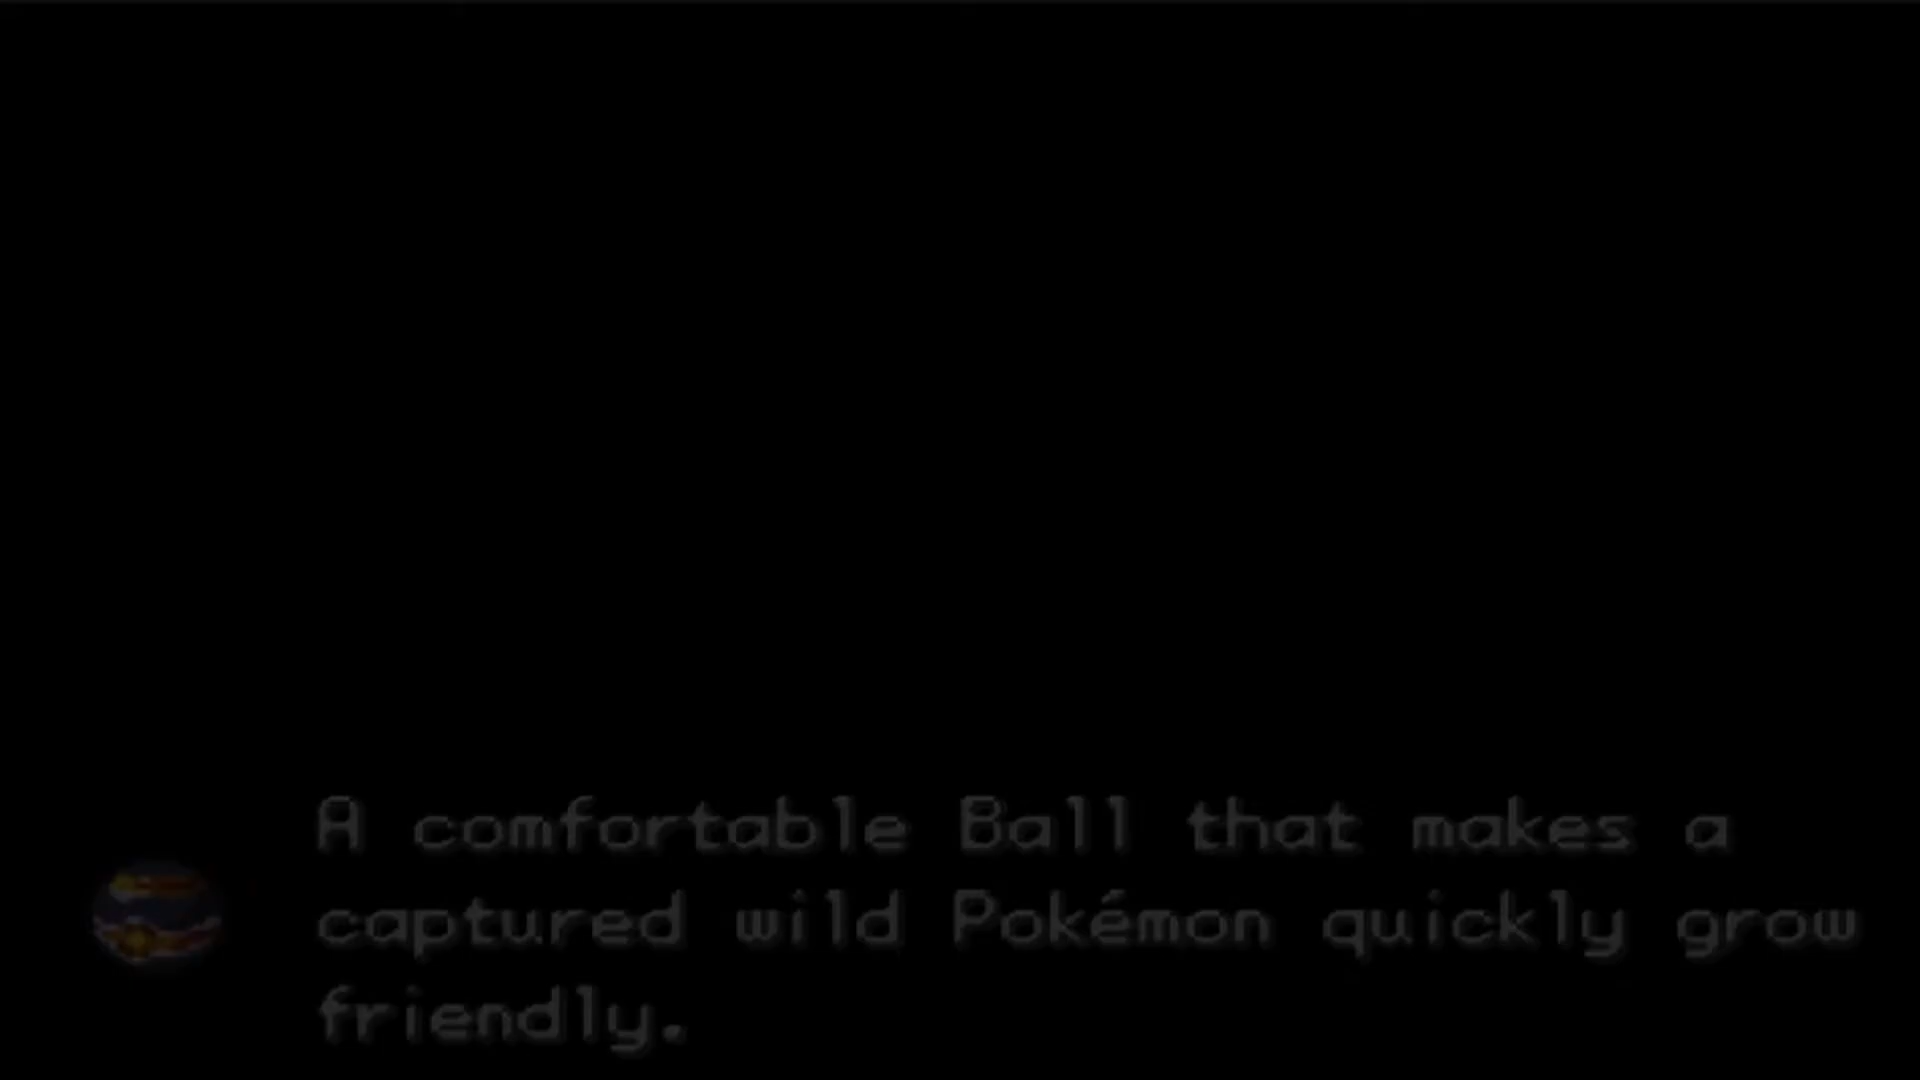 A comfortable Ball that makes a
captured wild Pokémon quickly grow
friendly.